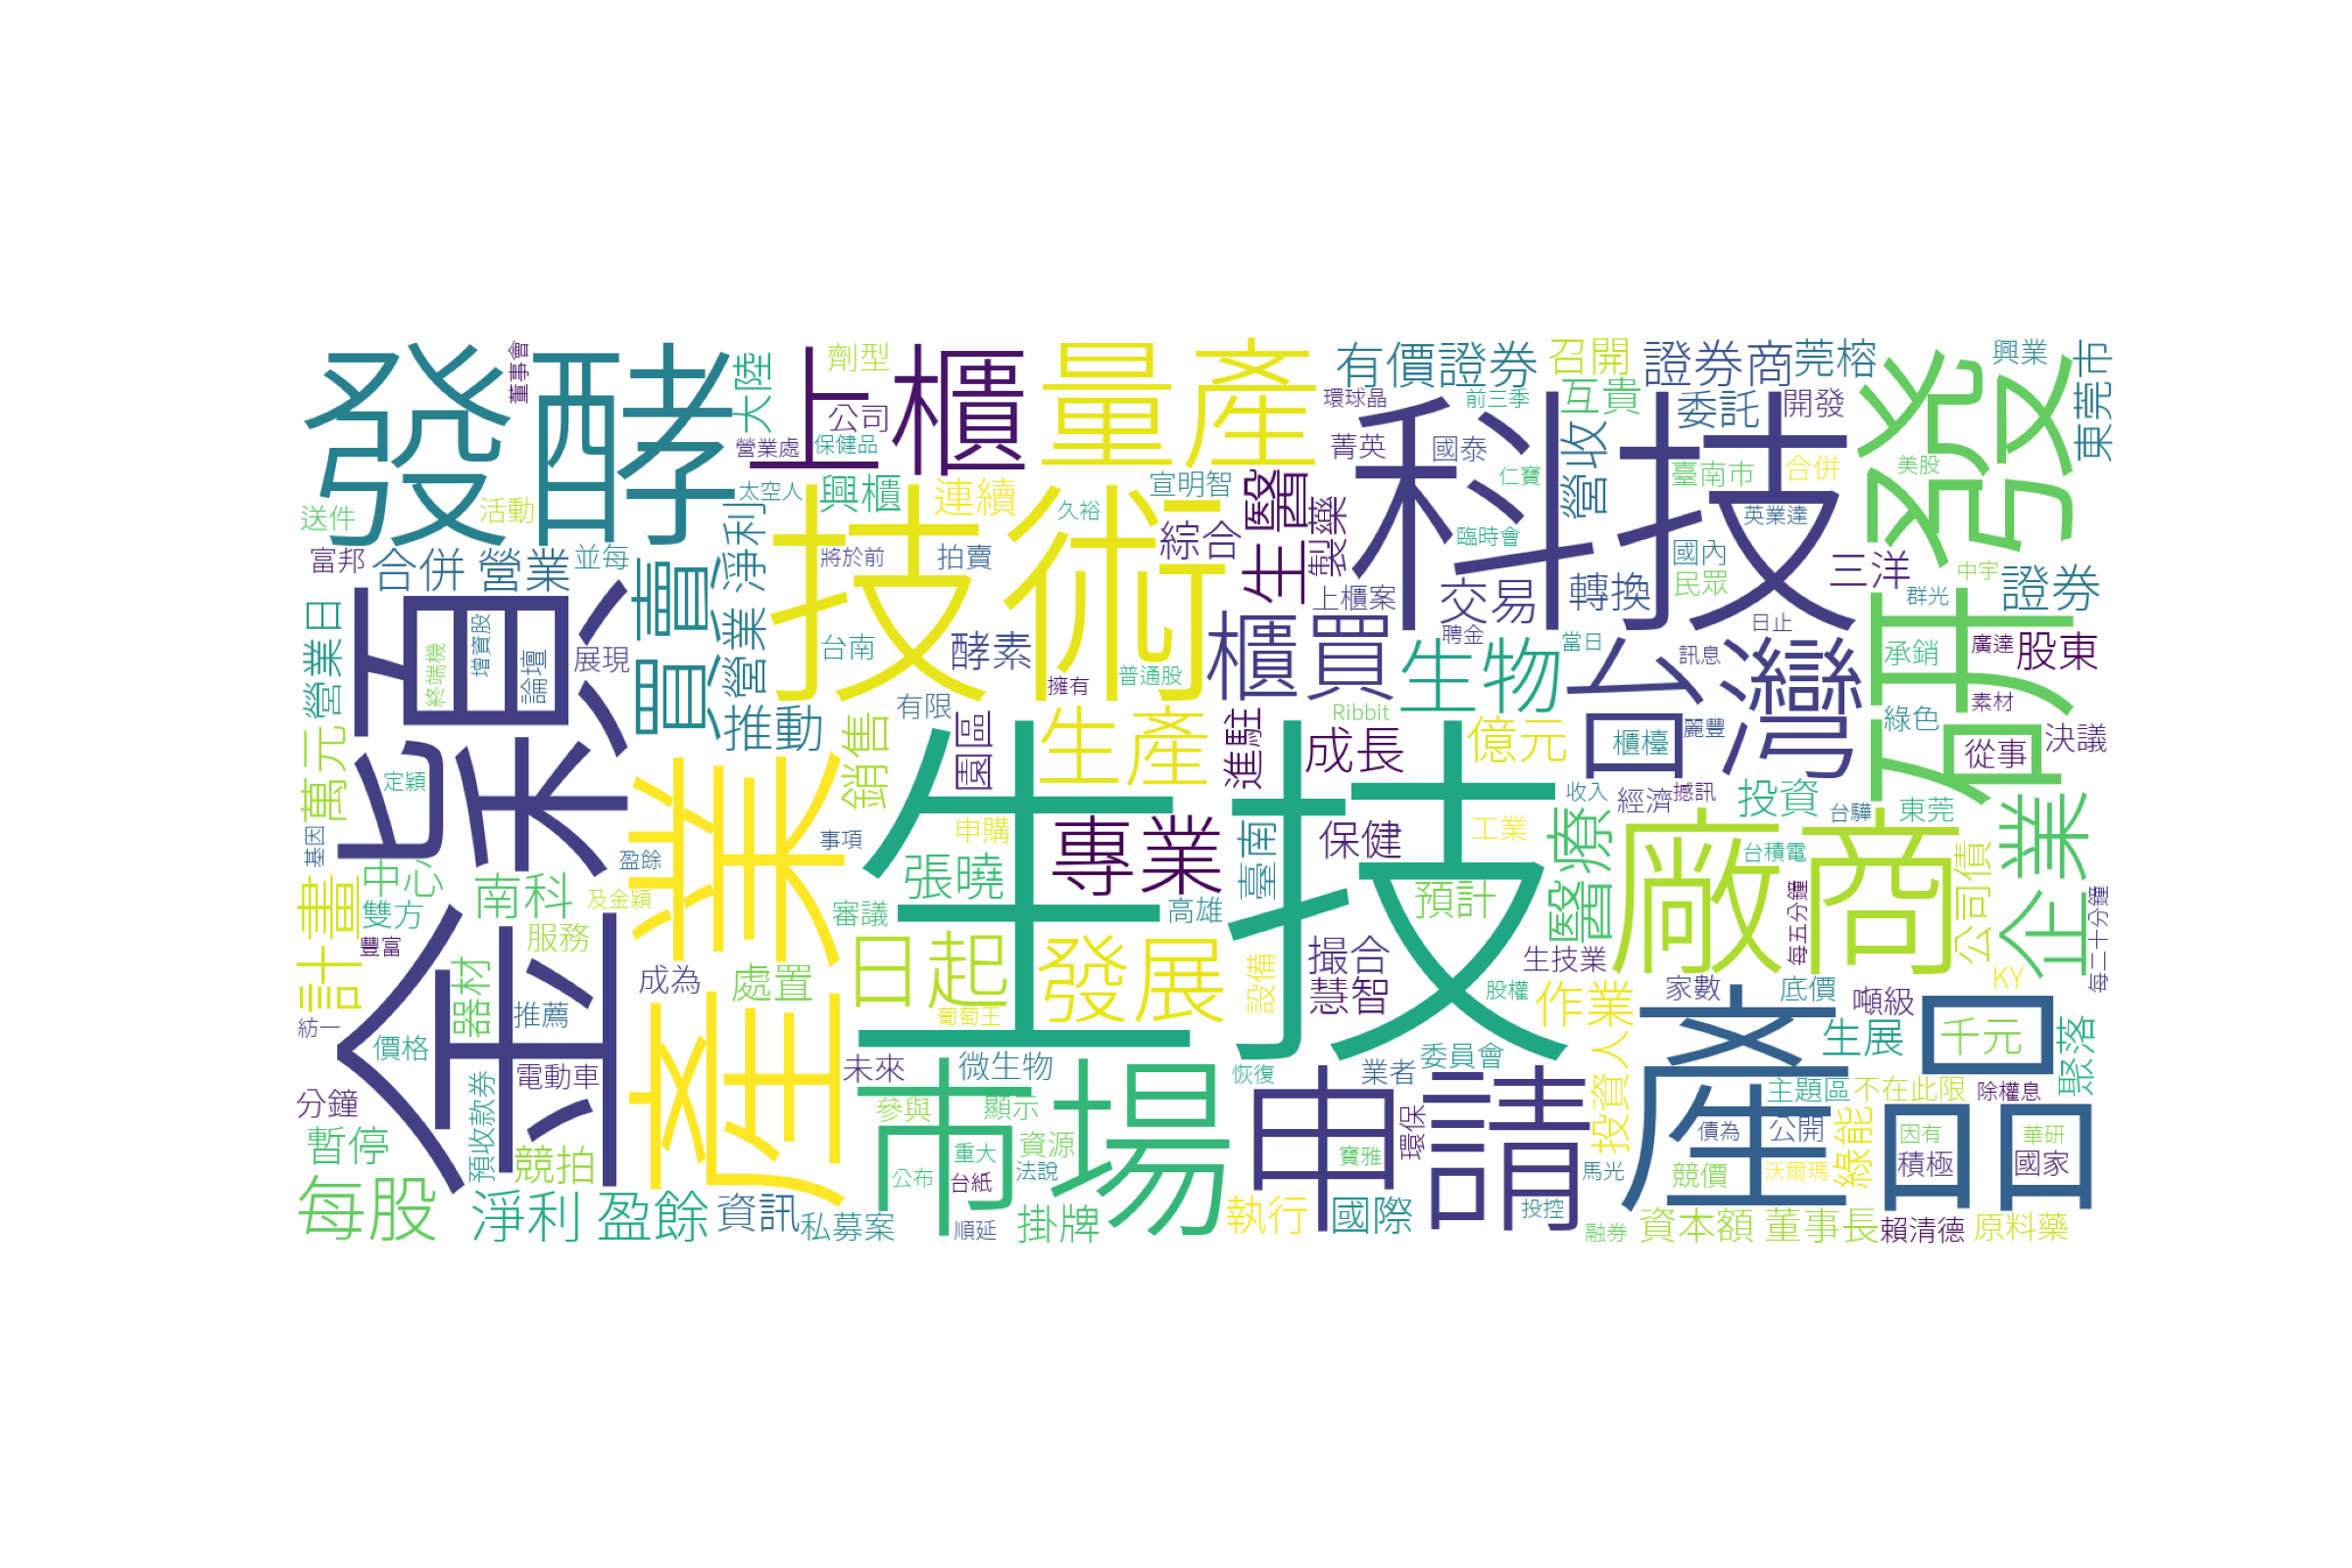 發酵
董事會
大陸
劑型
公司
營業處
保健品
上櫃
量產
有價證券
召開
證券商
莞榕
興業
東莞市
環球晶
前三季
互貴
委託
開發
菁英
國泰
科技
營收
臺南市
合併
美股
研發
送件
活動
太空人
興櫃
連續
久裕
宣明智
生醫
製藥
仁寶
英業達
臨時會
富邦
合併
營業
並每
買賣
營業淨利
技術
將於前
拍賣
綜合
上櫃案
交易
轉換
國內
民眾
三洋
中宇
群光
證券
金穎
營業日
終端機
增資股
論壇
展現
台南
酵素
擁有
普通股
櫃買
生物
聘金
當日
台灣
訊息
日止
承銷
廣達
股東
素材
推動
有限
園區
生產
進駐
成長
Ribbit
億元
櫃檯
麗豐
綠色
從事
決議
萬元
定穎
銷售
生技
收入
經濟
撼訊
投資
台驊
東莞
企業
基因
盈餘
產業
事項
申購
專業
臺南
保健
工業
醫療
廠商
台積電
每五分鐘
公司債
每二十分鐘
計畫
中心
雙方
豐富
南科
及金穎
服務
張曉
審議
高雄
預計
紡一
器材
推薦
成為
處置
日起
葡萄王
發展
設備
撮合
慧智
股權
生技業
作業
家數
底價
噸級
KY
價格
電動車
未來
微生物
恢復
業者
委員會
產品
生展
千元
聚落
分鐘
預收款券
市場
參與
顯示
申請
環保
投資人
主題區
不在此限
除權息
暫停
競拍
重大
資源
公布
台紙
法說
寶雅
馬光
債為
公開
綠能
因有
積極
華研
國家
競價
沃爾瑪
每股
淨利
盈餘
資訊
私募案
順延
掛牌
執行
國際
投控
融券
資本額
董事長
賴清德
原料藥